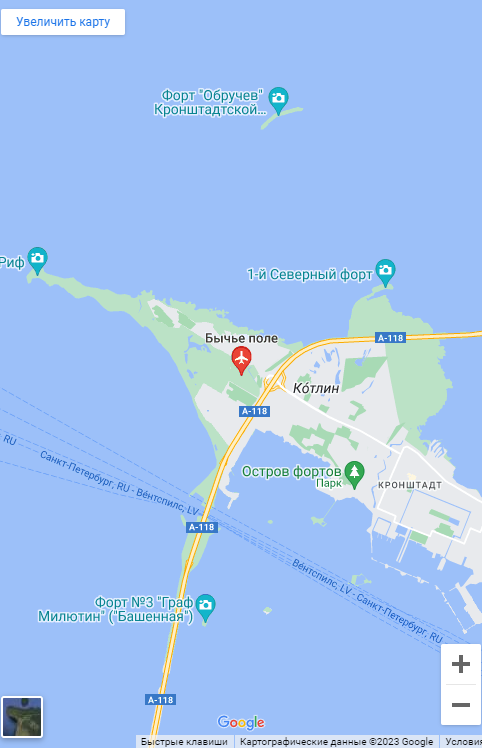 Увеличить карту
Форт "Обручев"
Кронштадтской...
Риф
1-й Северный форт
А-118
Бычье поле
Ко́тлин
А-118
Остров фортов
Парк
КРОНШТАДТ
RU
Санкт-Петербург, RU - Вентспилс, LV
А-118
Вентспилс, LV - Санкт-Петербург, RU
Форт №3 "Граф
Милютин" ("Башенная")
А-118
Google
Быстрые клавиши
Картографические данные ©2023 Google
Условия